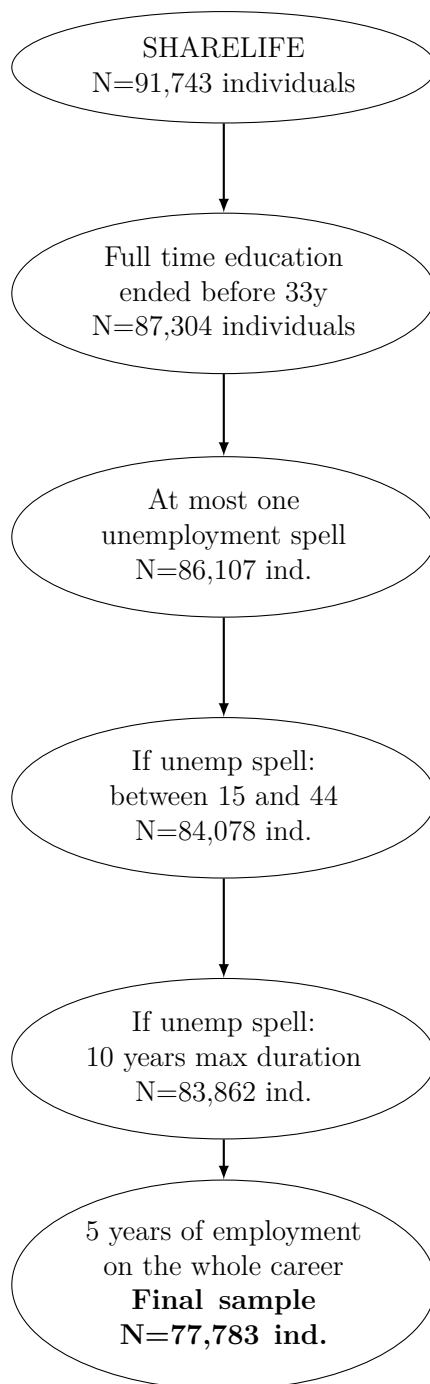 SHARELIFE
N=91,743 individuals
Full time education
ended before 33y
N=87,304 individuals
At most one
unemployment spell
N=86,107 ind.
If unemp spell:
between 15 and 44
N=84,078 ind.
If unemp spell:
10 years max duration
N=83,862 ind.
5 years of employment
on the whole career
Final sample
N=77,783 ind.